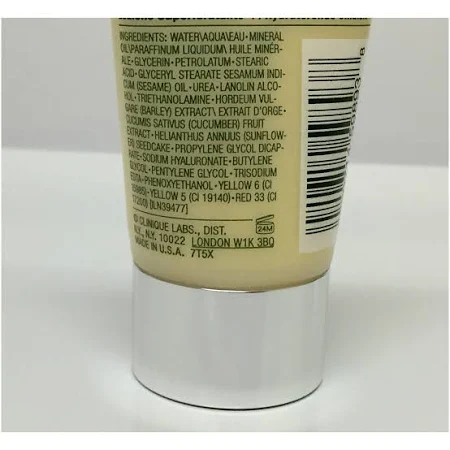 INGREDIENTS: WATER\AQUA\EAU•MINERAL
OIL\PARAFFINUM LIQUIDUM\ HUILE MINÉR-
ALE•GLYCERIN•PETROLATUM•STEARIC
ACID•GLYCERYL STEARATE SESAMUM INDI-
CUM (SESAME) OIL•UREA•LANOLIN ALCO-
HOL•TRIETHANOLAMINE•HORDEUM VUL-
GARE (BARLEY) EXTRACT\ EXTRAIT D'ORGE•
CUCUMIS SATIVUS (CUCUMBER) FRUIT
EXTRACT•HELIANTHUS ANNUUS (SUNFLOW-
ER) SEEDCAKE•PROPYLENE GLYCOL DICAP-
RATE•SODIUM HYALURONATE•BUTYLENE
GLYCOL•PENTYLENE GLYCOL•TRISODIUM
EDTA•PHENOXYETHANOL•YELLOW 6 (CI
15985)•YELLOW 5 (CI 19140)•RED 33 (CI
17200) [ILN39477]
© CLINIQUE LABS., DIST.
N.Y., N.Y. 10022 LONDON W1K 3BQ
MADE IN U.S.A. 7T5X
24M